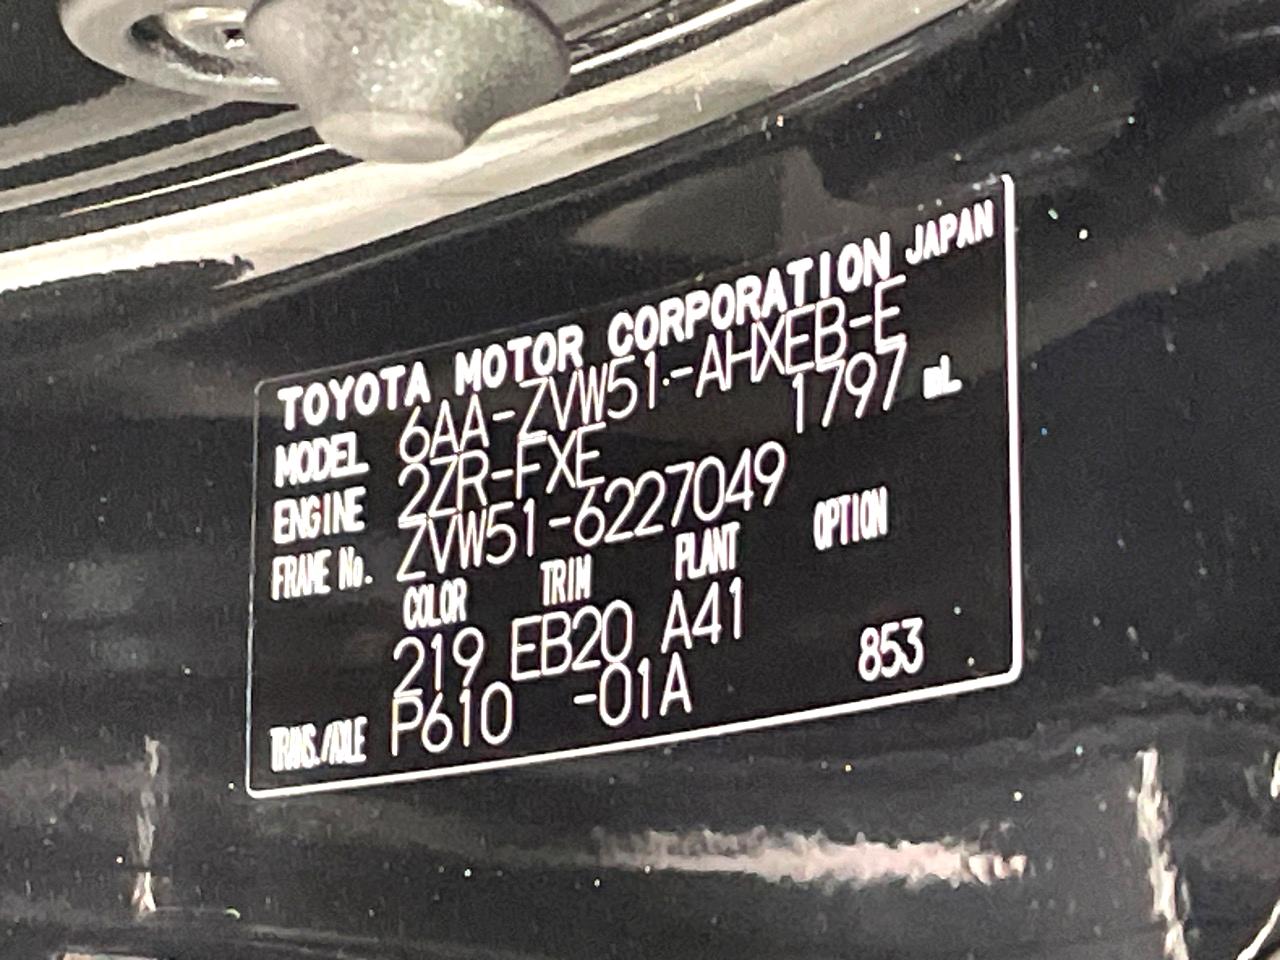 TOYOTA MOTOR CORPORATION JAPAN
MODEL 6AA-ZVW51-AHXEB-E
ENGINE 2ZR-FXE 1797 mL
FRAME No. ZVW51-6227049
COLOR TRIM PLANT OPTION
219 EB20 A41
TRANS./AXLE P610 -01A 853